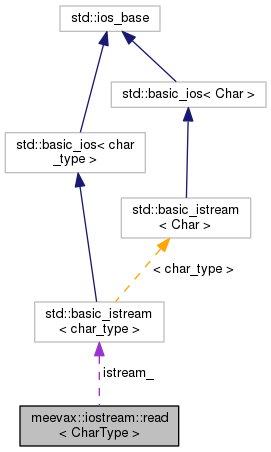 std::ios_base
std::basic_ios< Char >
std::basic_ios< char
_type >
std::basic_istream
< Char >
< char_type >
std::basic_istream
< char_type >
istream_
meevax::iostream::read
< CharType >